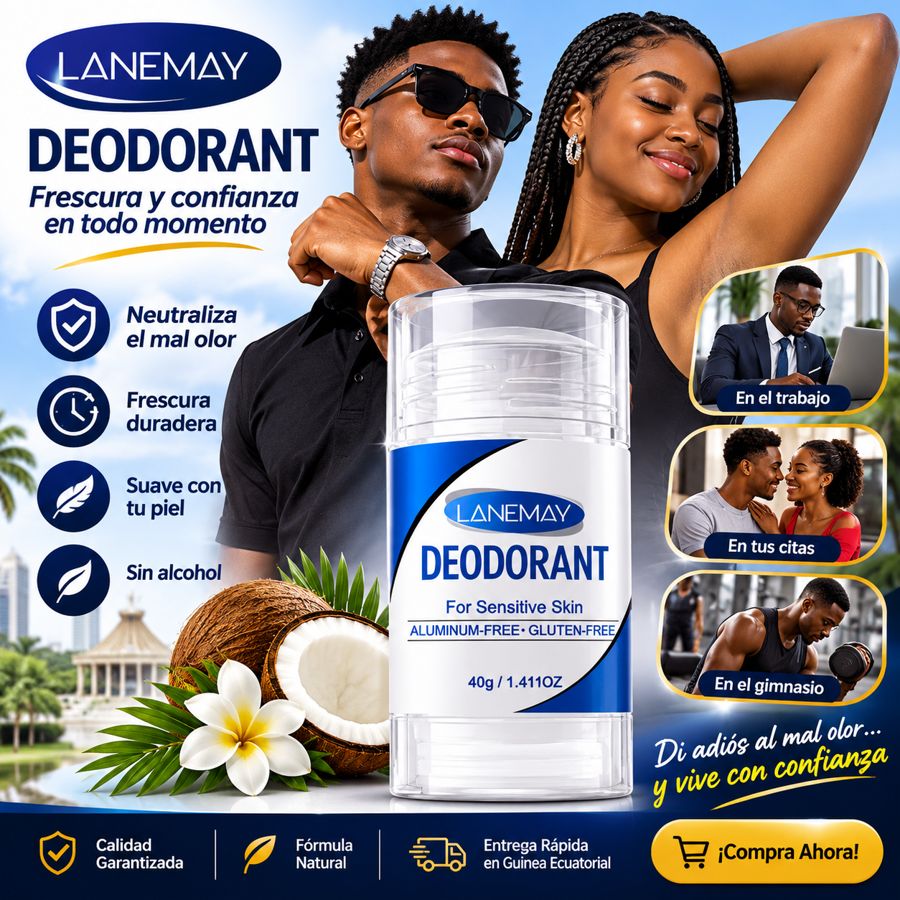 LANEMAY
DEODORANT
Frescura y confianza
en todo momento
Neutraliza
el mal olor
Frescura
duradera
Suave con
tu piel
Sin alcohol
LANEMAY
DEODORANT
For Sensitive Skin
ALUMINUM-FREE• GLUTEN-FREE
40g / 1.411OZ
En el trabajo
En tus citas
En el gimnasio
Di adiós al mal olor...
y vive con confianza
Calidad
Garantizada
Fórmula
Natural
Entrega Rápida
en Guinea Ecuatorial
¡Compra Ahora!